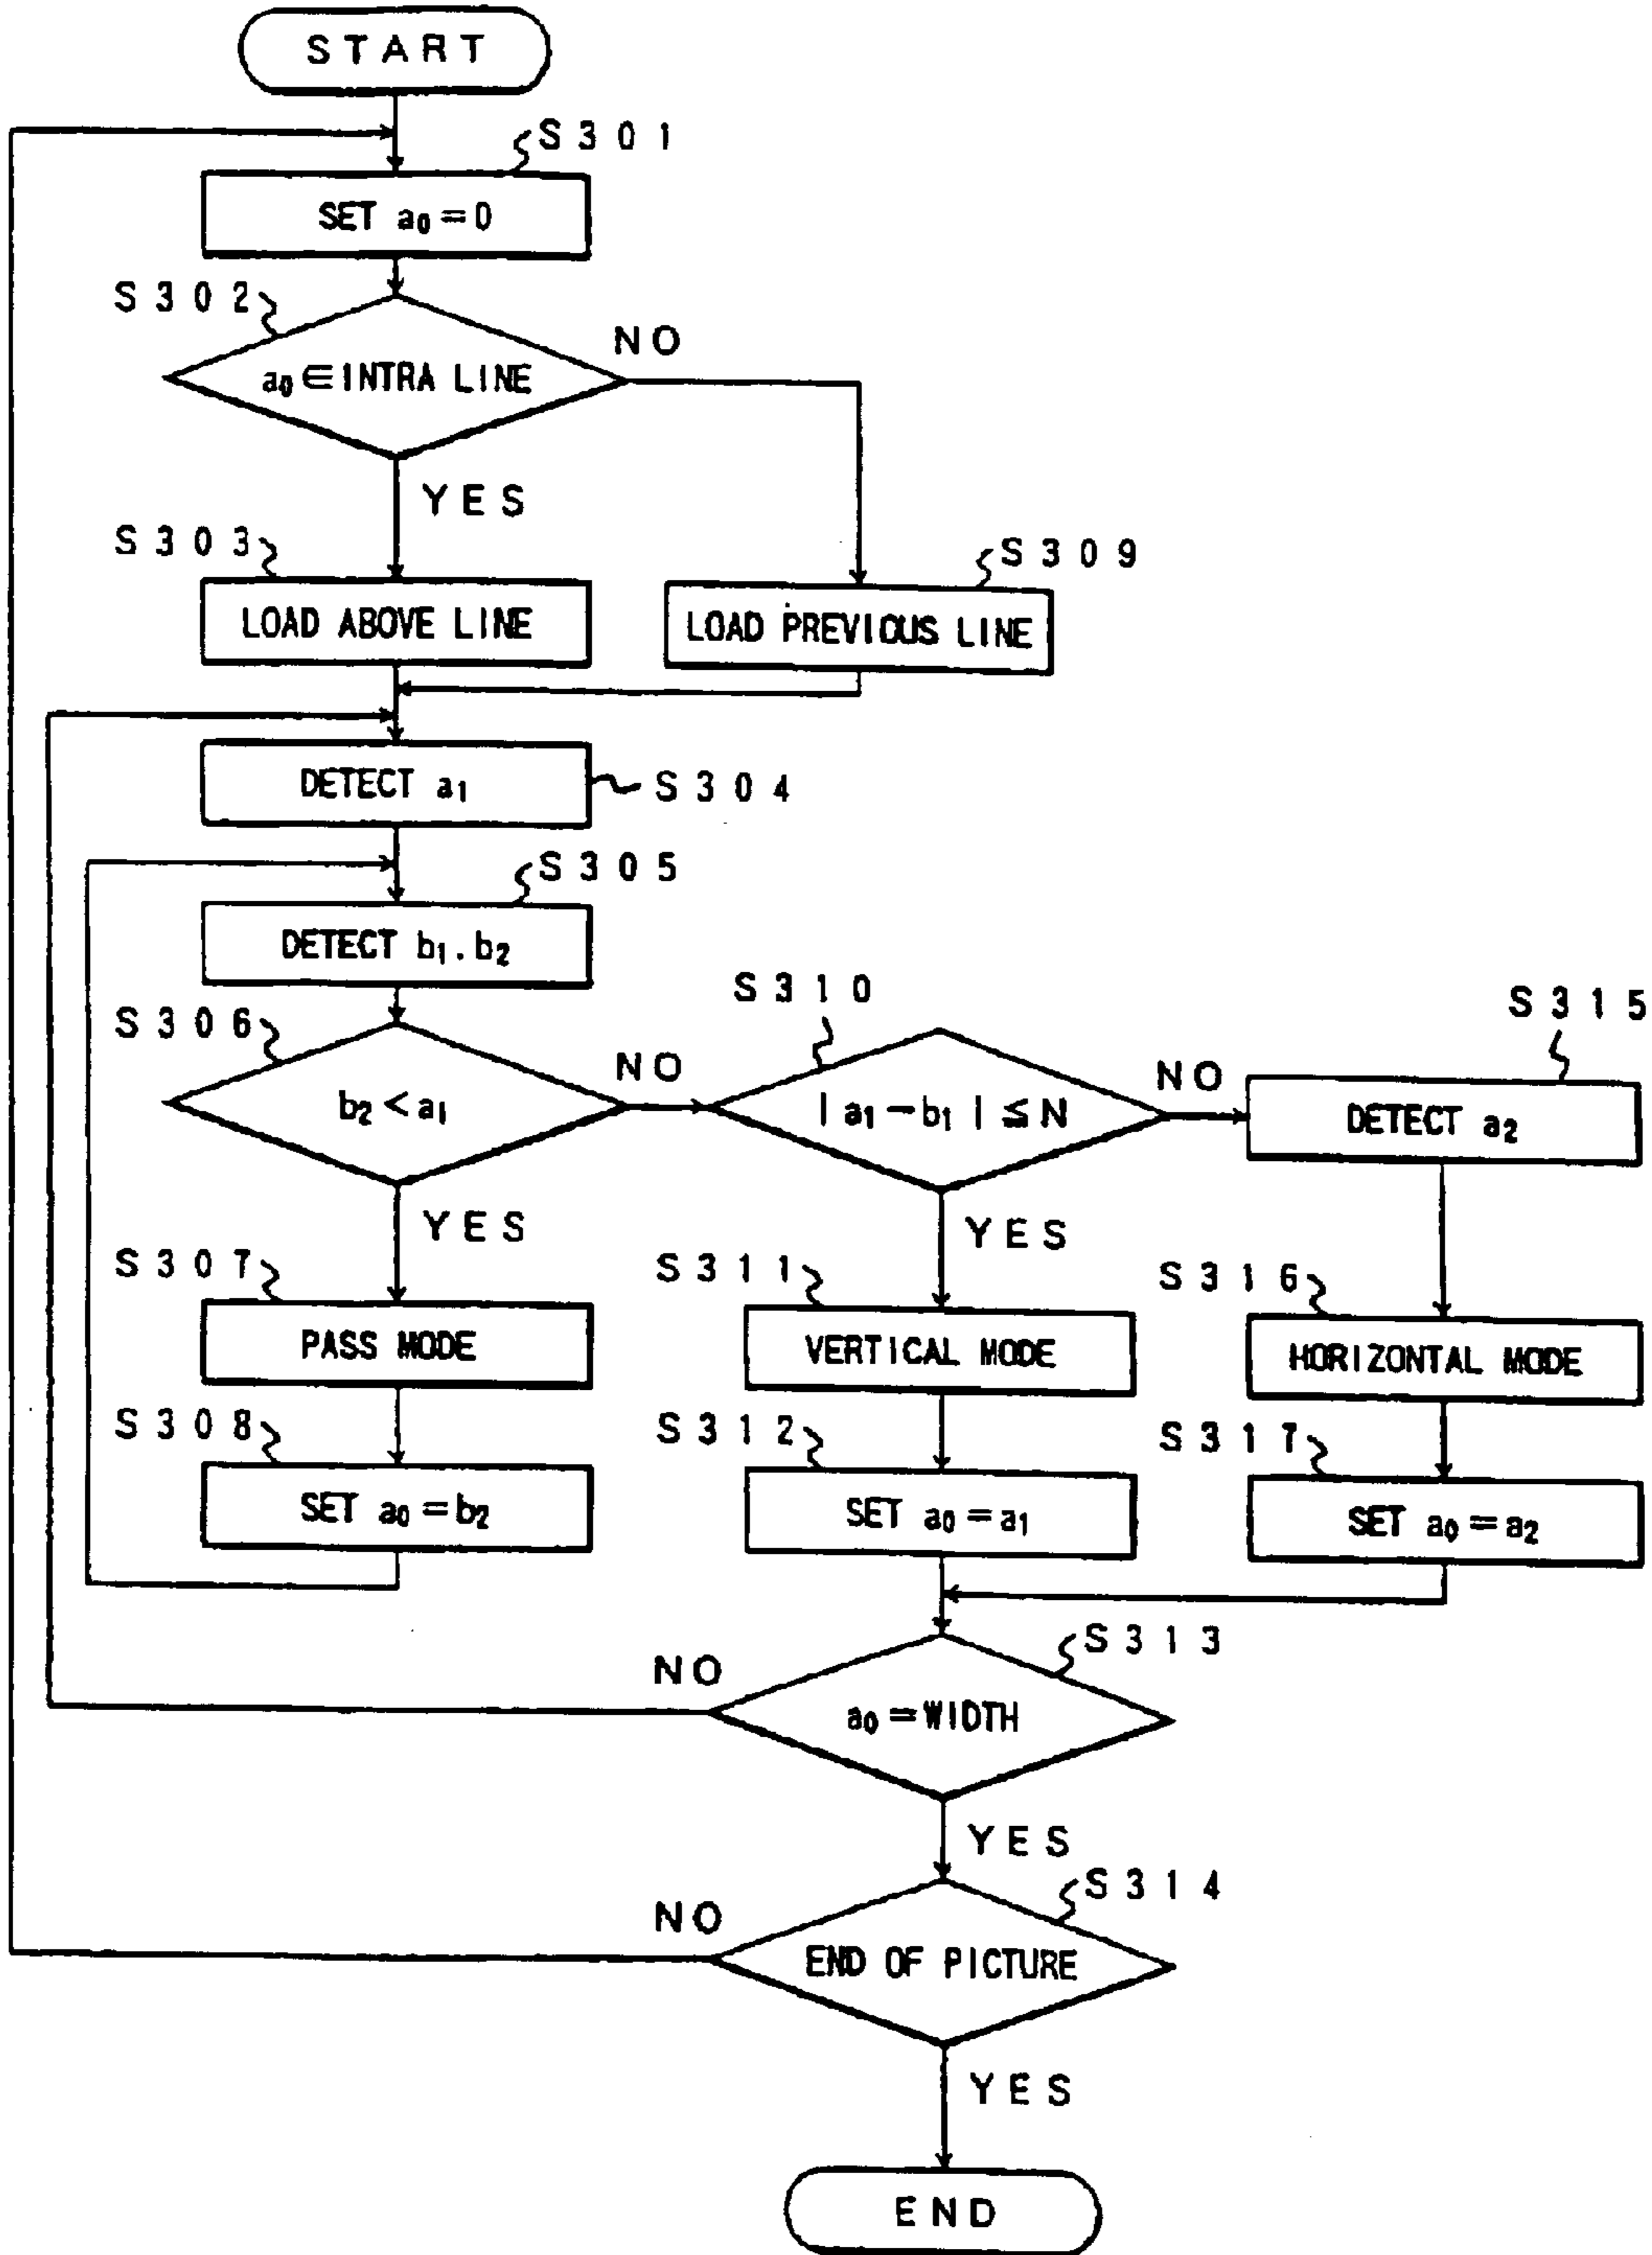 START
S301
SET a₀=0
S302
a₀∈INTRA LINE
NO
YES
S303
LOAD ABOVE LINE
S309
LOAD PREVIOUS LINE
DETECT a₁
S304
S305
DETECT b₁.b₂
S306
b₂<a₁
NO
S310
|a₁-b₁|≤N
NO
S315
DETECT a₂
YES
YES
S307
PASS MODE
S311
VERTICAL MODE
S316
HORIZONTAL MODE
S308
SET a₀=b₂
S312
SET a₀=a₁
S317
SET a₀=a₂
S313
NO
a₀=WIDTH
YES
S314
NO
END OF PICTURE
YES
END